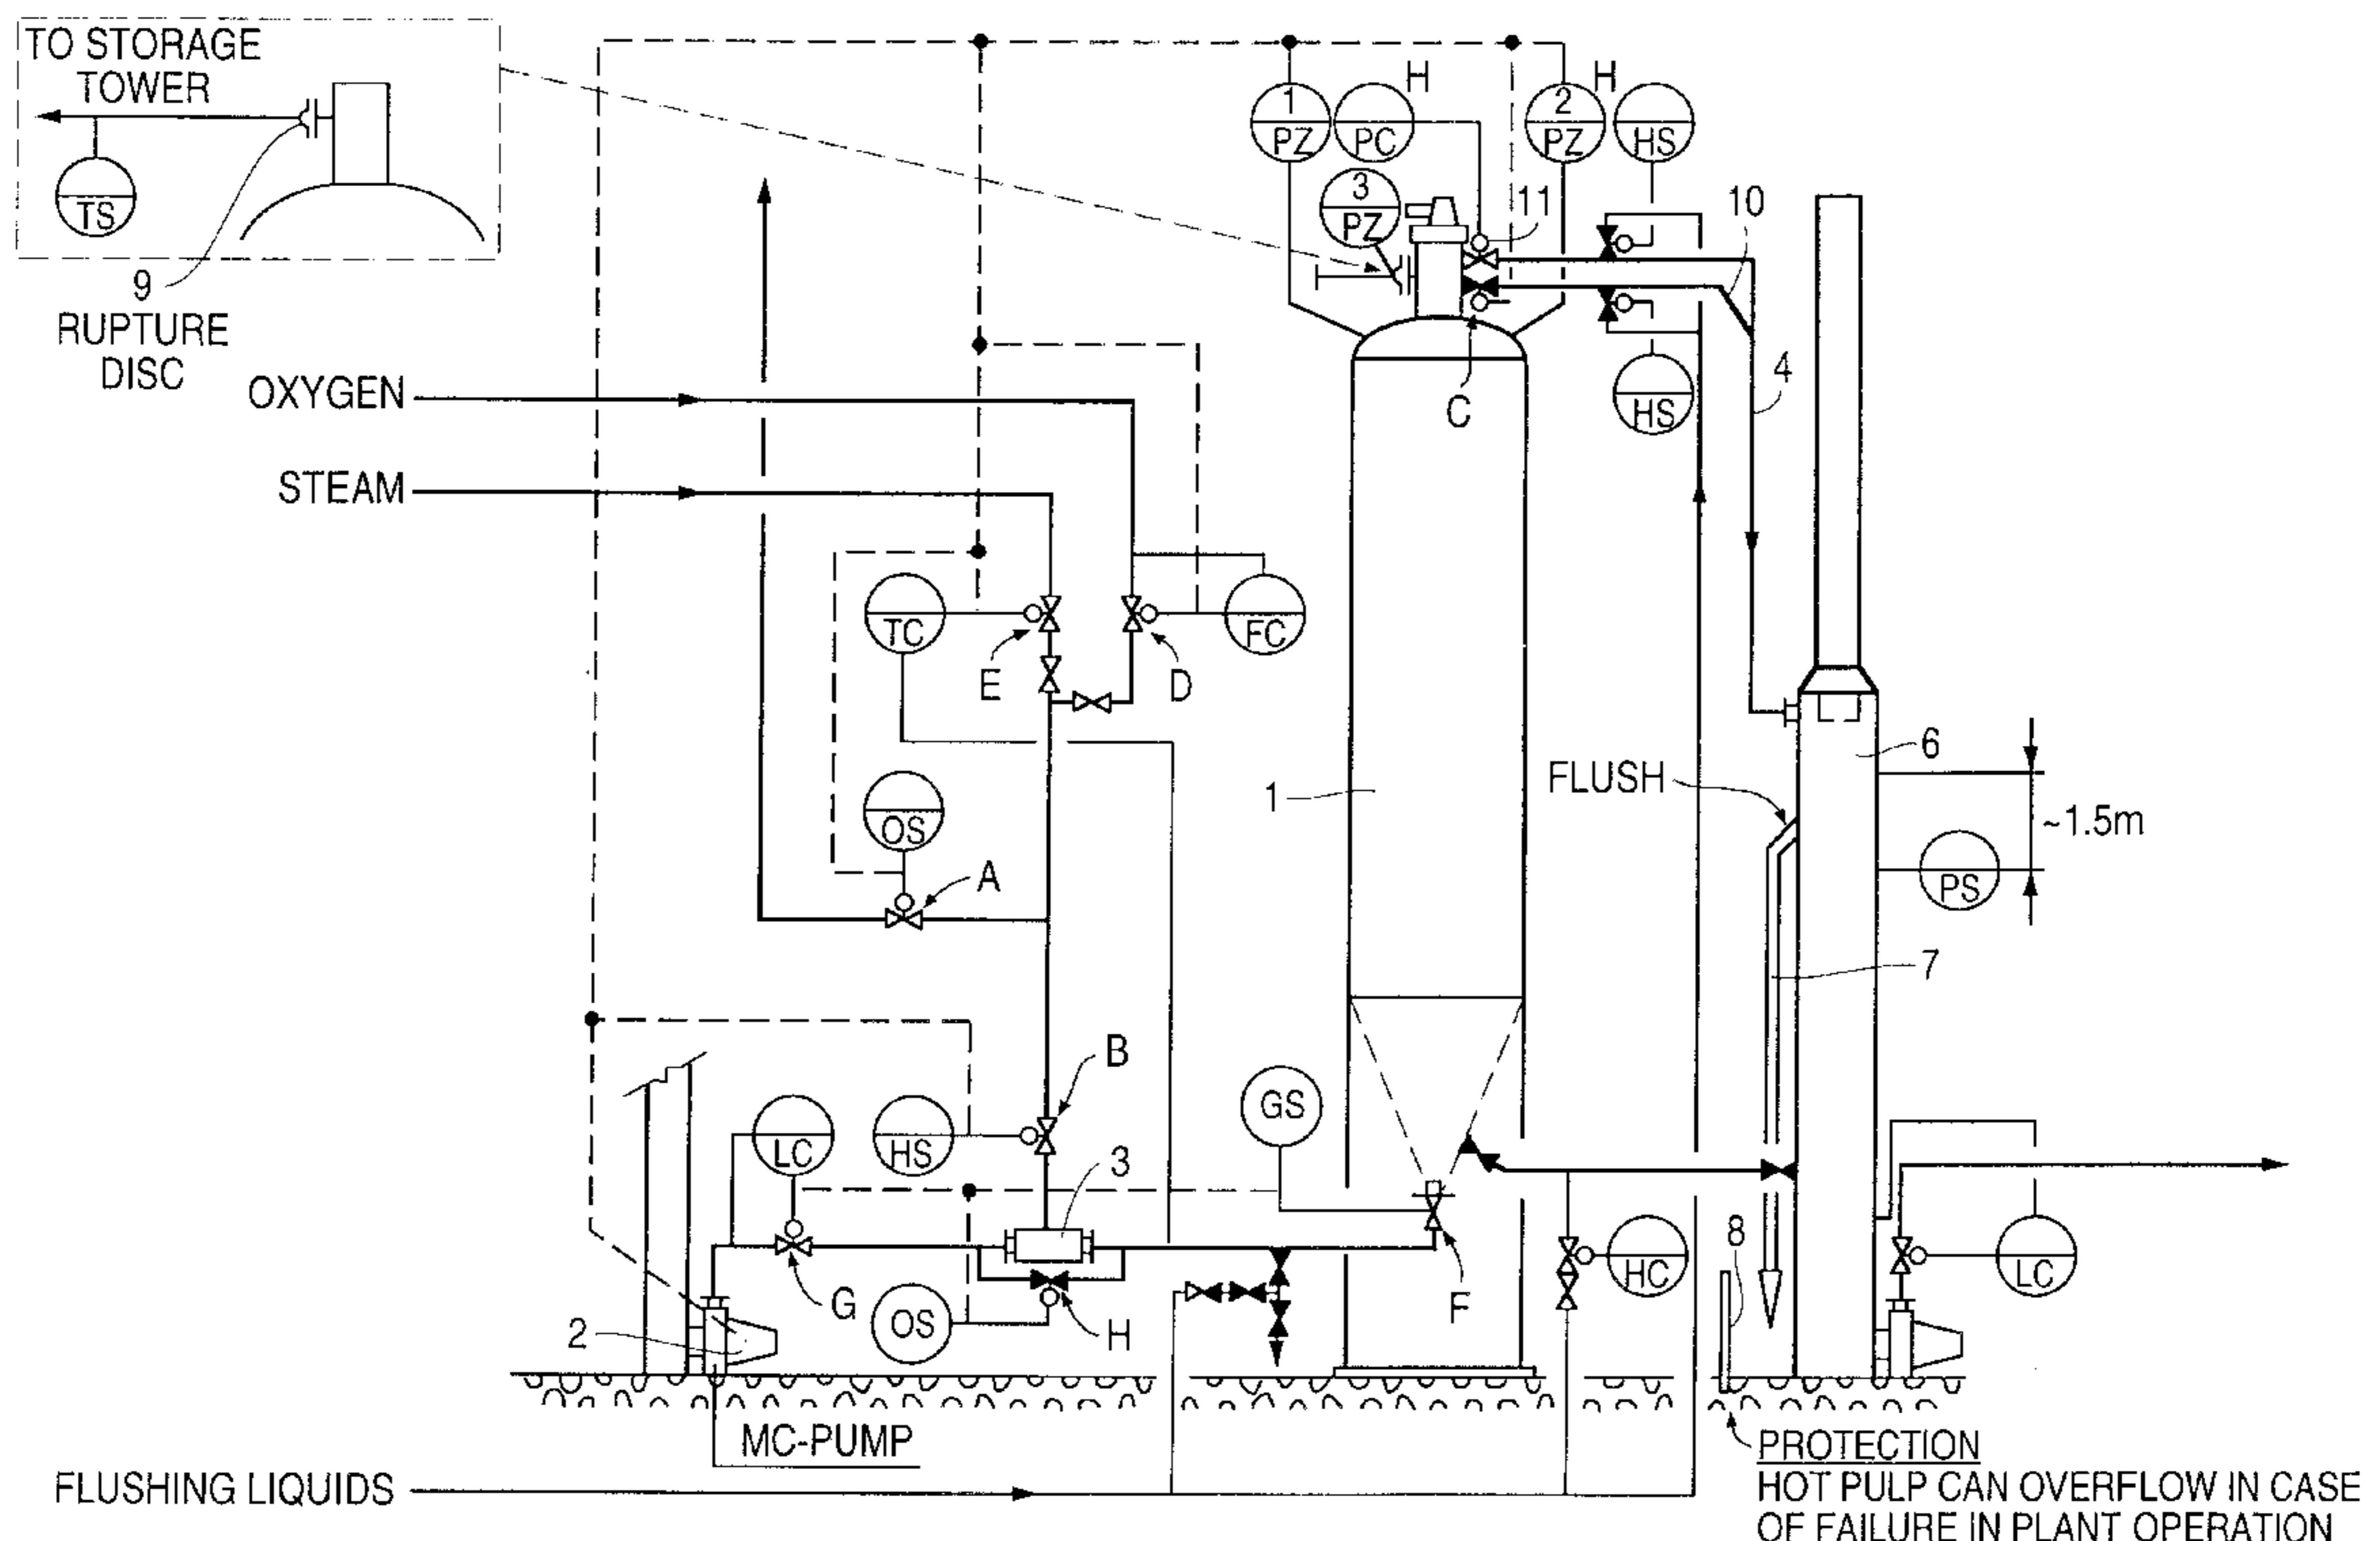 TO STORAGE
TOWER
TS
9
RUPTURE
DISC
1
PZ
PC
H
2
PZ
H
HS
3
PZ
11
10
C
HS
4
OXYGEN
STEAM
TC
E
D
FC
6
FLUSH
1
~1.5m
OS
A
PS
7
B
LC
HS
3
GS
G
OS
H
F
HC
8
LC
2
MC-PUMP
FLUSHING LIQUIDS
PROTECTION
HOT PULP CAN OVERFLOW IN CASE
OF FAILURE IN PLANT OPERATION